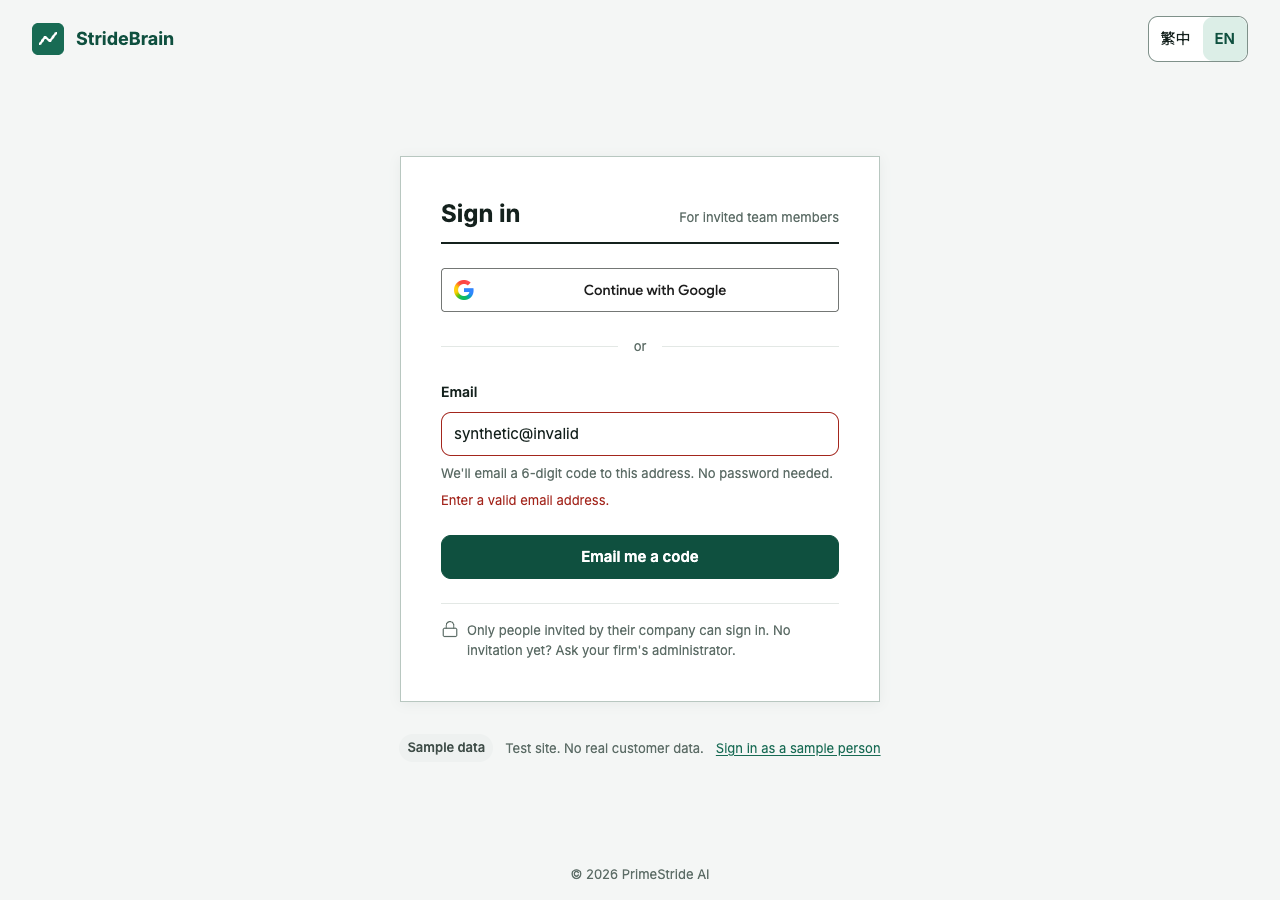 StrideBrain
繁中
EN
Sign in
For invited team members
Continue with Google
or
Email
synthetic@invalid
We'll email a 6-digit code to this address. No password needed.
Enter a valid email address.
Email me a code
Only people invited by their company can sign in. No
invitation yet? Ask your firm's administrator.
Sample data
Test site. No real customer data.
Sign in as a sample person
© 2026 PrimeStride AI